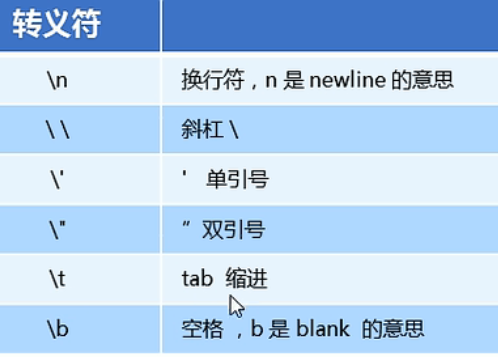 转义符
\n 换行符，n 是 newline 的意思
\ \ 斜杠 \
\' ' 单引号
\" " 双引号
\t tab 缩进
\b 空格 ，b 是 blank 的意思